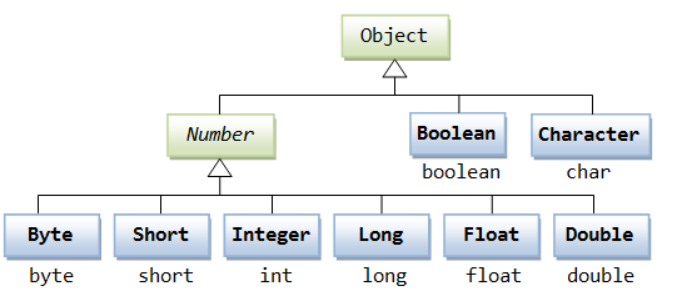 Object
Number Boolean Character
boolean char
Byte Short Integer Long Float Double
byte short int long float double